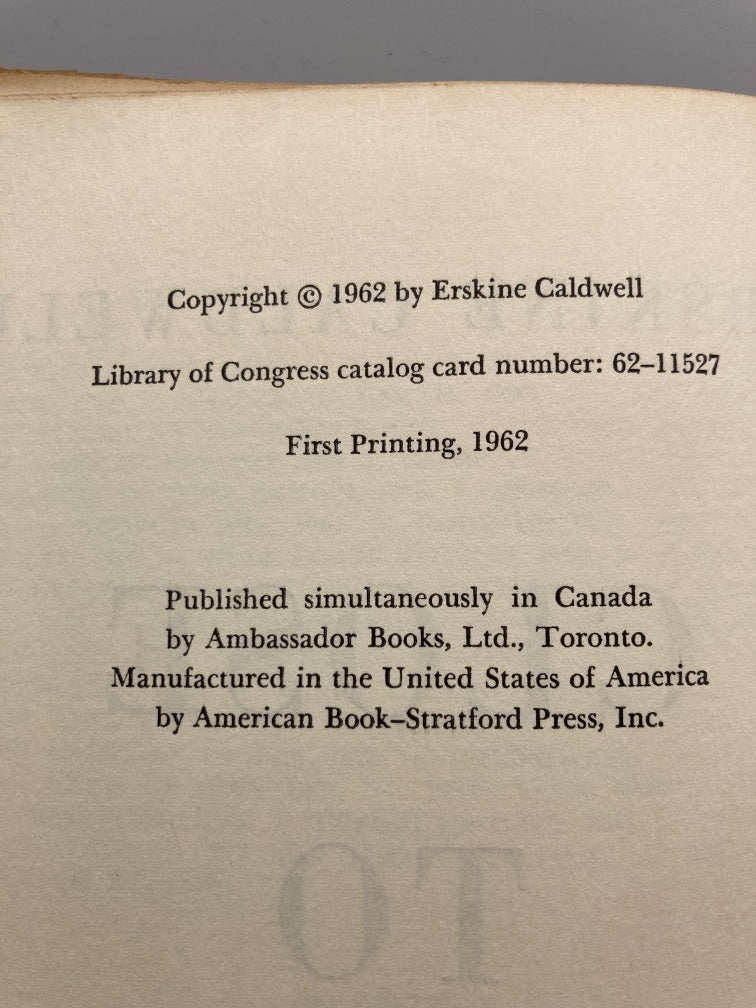 Copyright © 1962 by Erskine Caldwell
Library of Congress catalog card number: 62–11527
First Printing, 1962
Published simultaneously in Canada
by Ambassador Books, Ltd., Toronto.
Manufactured in the United States of America
by American Book–Stratford Press, Inc.
TO